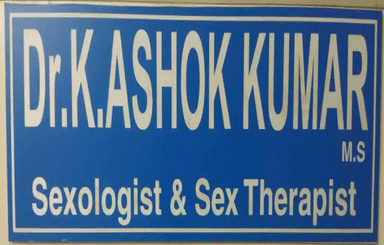 Dr.K.ASHOK KUMAR
M.S
Sexologist & Sex Therapist